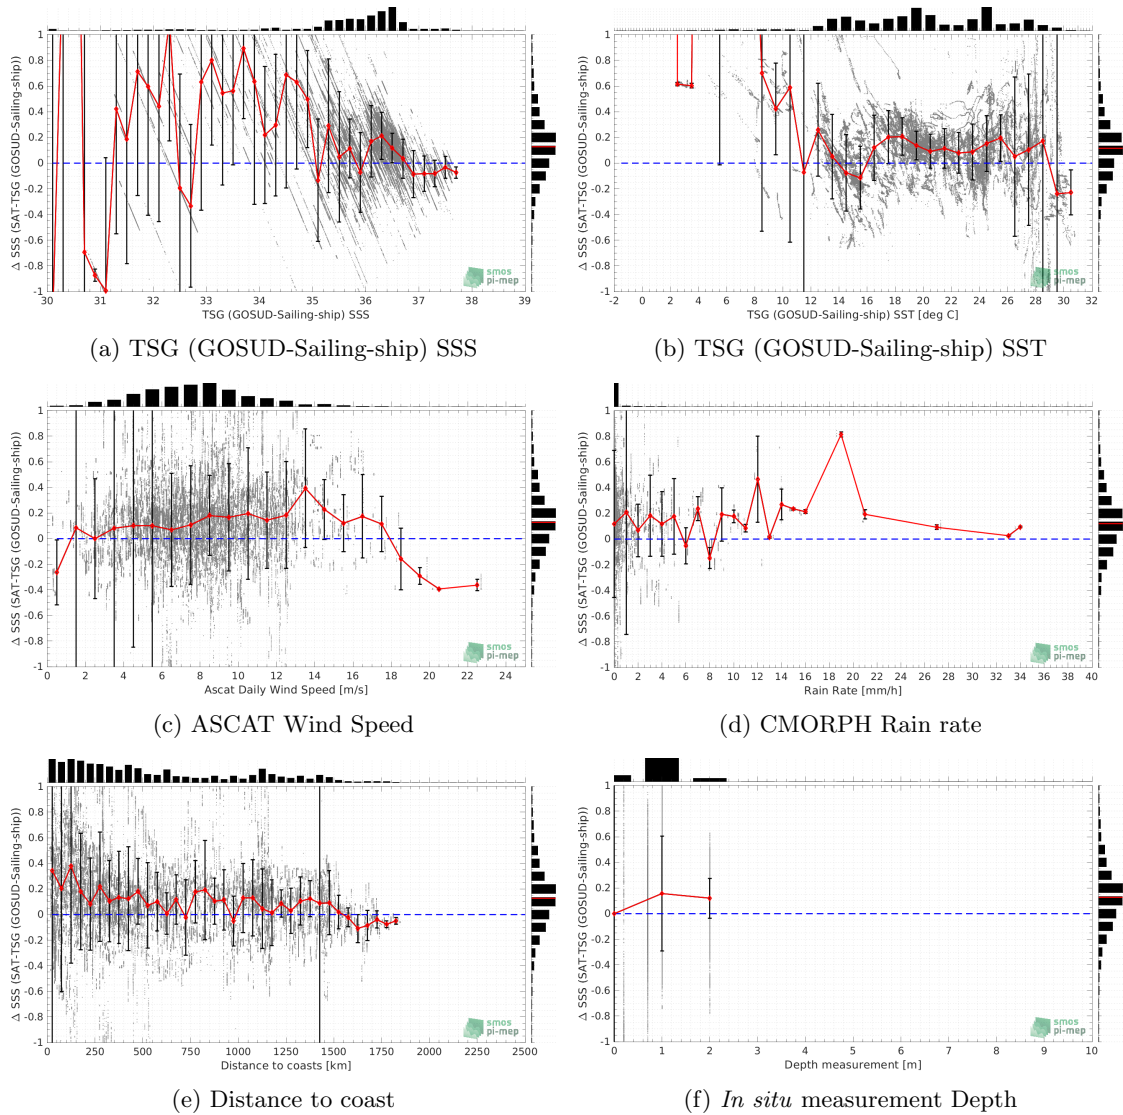 1
0.8
0.6
0.4
0.2
0
-0.2
-0.4
-0.6
-0.8
-1
Δ SSS (SAT-TSG (GOSUD-Sailing-ship))
30 31 32 33 34 35 36 37 38 39
TSG (GOSUD-Sailing-ship) SSS
smos
pi-mep
(a) TSG (GOSUD-Sailing-ship) SSS
1
0.8
0.6
0.4
0.2
0
-0.2
-0.4
-0.6
-0.8
-1
Δ SSS (SAT-TSG (GOSUD-Sailing-ship))
-2 0 2 4 6 8 10 12 14 16 18 20 22 24 26 28 30 32
TSG (GOSUD-Sailing-ship) SST [deg C]
smos
pi-mep
(b) TSG (GOSUD-Sailing-ship) SST
1
0.8
0.6
0.4
0.2
0
-0.2
-0.4
-0.6
-0.8
-1
Δ SSS (SAT-TSG (GOSUD-Sailing-ship))
0 2 4 6 8 10 12 14 16 18 20 22 24
Ascat Daily Wind Speed [m/s]
smos
pi-mep
(c) ASCAT Wind Speed
1
0.8
0.6
0.4
0.2
0
-0.2
-0.4
-0.6
-0.8
-1
Δ SSS (SAT-TSG (GOSUD-Sailing-ship))
0 2 4 6 8 10 12 14 16 18 20 22 24 26 28 30 32 34 36 38 40
Rain Rate [mm/h]
smos
pi-mep
(d) CMORPH Rain rate
1
0.8
0.6
0.4
0.2
0
-0.2
-0.4
-0.6
-0.8
-1
Δ SSS (SAT-TSG (GOSUD-Sailing-ship))
0 250 500 750 1000 1250 1500 1750 2000 2250 2500
Distance to coasts [km]
smos
pi-mep
(e) Distance to coast
1
0.8
0.6
0.4
0.2
0
-0.2
-0.4
-0.6
-0.8
-1
Δ SSS (SAT-TSG (GOSUD-Sailing-ship))
0 1 2 3 4 5 6 7 8 9 10
Depth measurement [m]
smos
pi-mep
(f) In situ measurement Depth